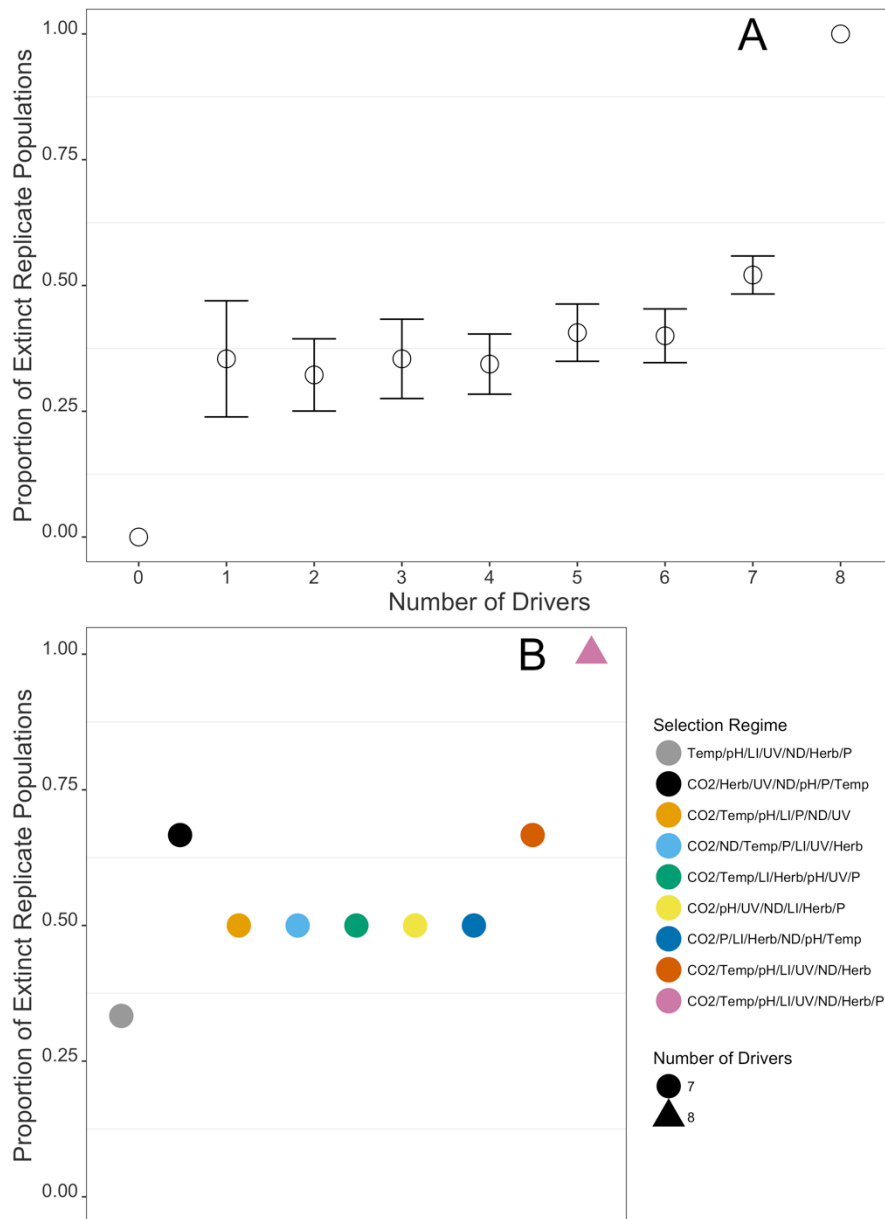 A
Proportion of Extinct Replicate Populations
1.00
0.75
0.50
0.25
0.00
0 1 2 3 4 5 6 7 8
Number of Drivers
B
Proportion of Extinct Replicate Populations
1.00
0.75
0.50
0.25
0.00
Selection Regime
Temp/pH/LI/UV/ND/Herb/P
CO2/Herb/UV/ND/pH/P/Temp
CO2/Temp/pH/LI/P/ND/UV
CO2/ND/Temp/P/LI/UV/Herb
CO2/Temp/LI/Herb/pH/UV/P
CO2/pH/UV/ND/LI/Herb/P
CO2/P/LI/Herb/ND/pH/Temp
CO2/Temp/pH/LI/UV/ND/Herb
CO2/Temp/pH/LI/UV/ND/Herb/P
Number of Drivers
7
8